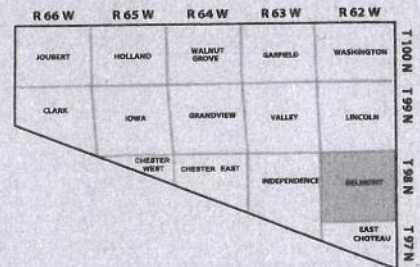 R 66 W R 65 W R 64 W R 63 W R 62 W
JOUBERT HOLLAND WALNUT GROVE GARFIELD WASHINGTON
T 100 N
CLARK IOWA GRANDVIEW VALLEY LINCOLN
T 99 N
CHESTER WEST CHESTER EAST INDEPENDENCE BELMONT
T 98 N
EAST CHOTEAU
T 97 N